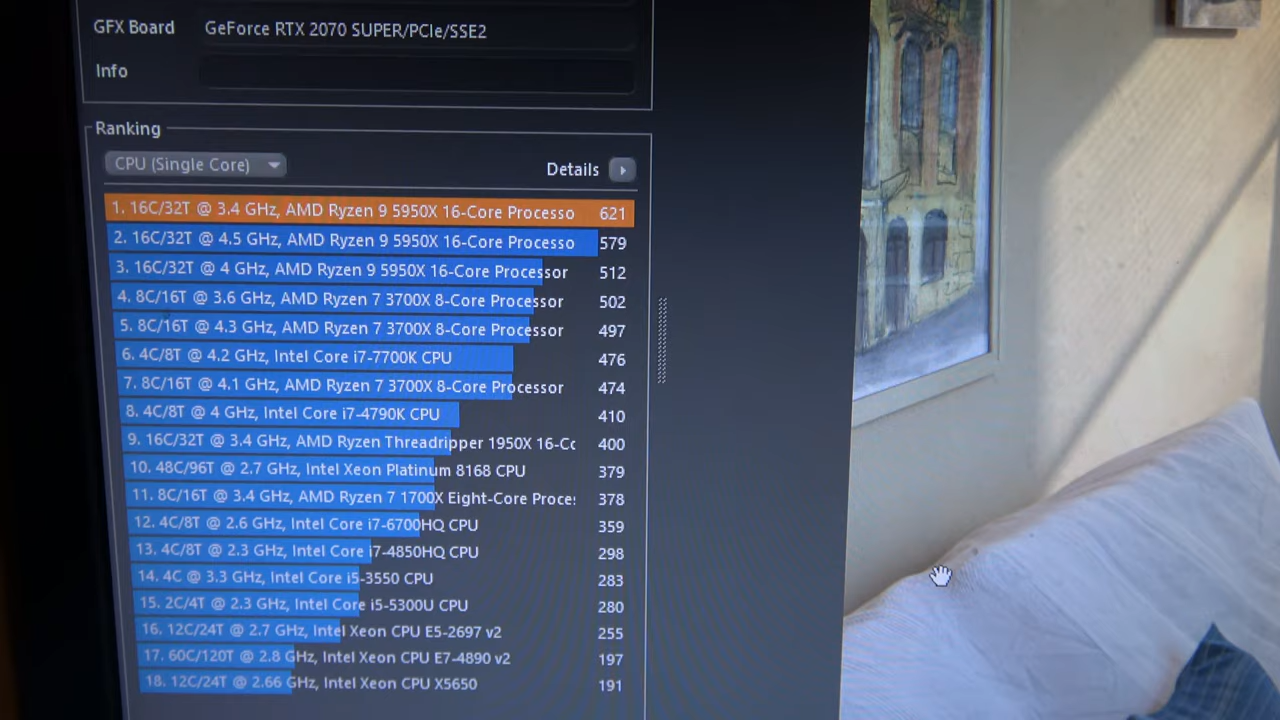 GFX Board GeForce RTX 2070 SUPER/PCIe/SSE2
Info
Ranking
CPU (Single Core) Details
1. 16C/32T @ 3.4 GHz, AMD Ryzen 9 5950X 16-Core Processo 621
2. 16C/32T @ 4.5 GHz, AMD Ryzen 9 5950X 16-Core Processo 579
3. 16C/32T @ 4 GHz, AMD Ryzen 9 5950X 16-Core Processor 512
4. 8C/16T @ 3.6 GHz, AMD Ryzen 7 3700X 8-Core Processor 502
5. 8C/16T @ 4.3 GHz, AMD Ryzen 7 3700X 8-Core Processor 497
6. 4C/8T @ 4.2 GHz, Intel Core i7-7700K CPU 476
7. 8C/16T @ 4.1 GHz, AMD Ryzen 7 3700X 8-Core Processor 474
8. 4C/8T @ 4 GHz, Intel Core i7-4790K CPU 410
9. 16C/32T @ 3.4 GHz, AMD Ryzen Threadripper 1950X 16-Cc 400
10. 48C/96T @ 2.7 GHz, Intel Xeon Platinum 8168 CPU 379
11. 8C/16T @ 3.4 GHz, AMD Ryzen 7 1700X Eight-Core Proce: 378
12. 4C/8T @ 2.6 GHz, Intel Core i7-6700HQ CPU 359
13. 4C/8T @ 2.3 GHz, Intel Core i7-4850HQ CPU 298
14. 4C @ 3.3 GHz, Intel Core i5-3550 CPU 283
15. 2C/4T @ 2.3 GHz, Intel Core i5-5300U CPU 280
16. 12C/24T @ 2.7 GHz, Intel Xeon CPU E5-2697 v2 255
17. 60C/120T @ 2.8 GHz, Intel Xeon CPU E7-4890 v2 197
18. 12C/24T @ 2.66 GHz, Intel Xeon CPU X5650 191